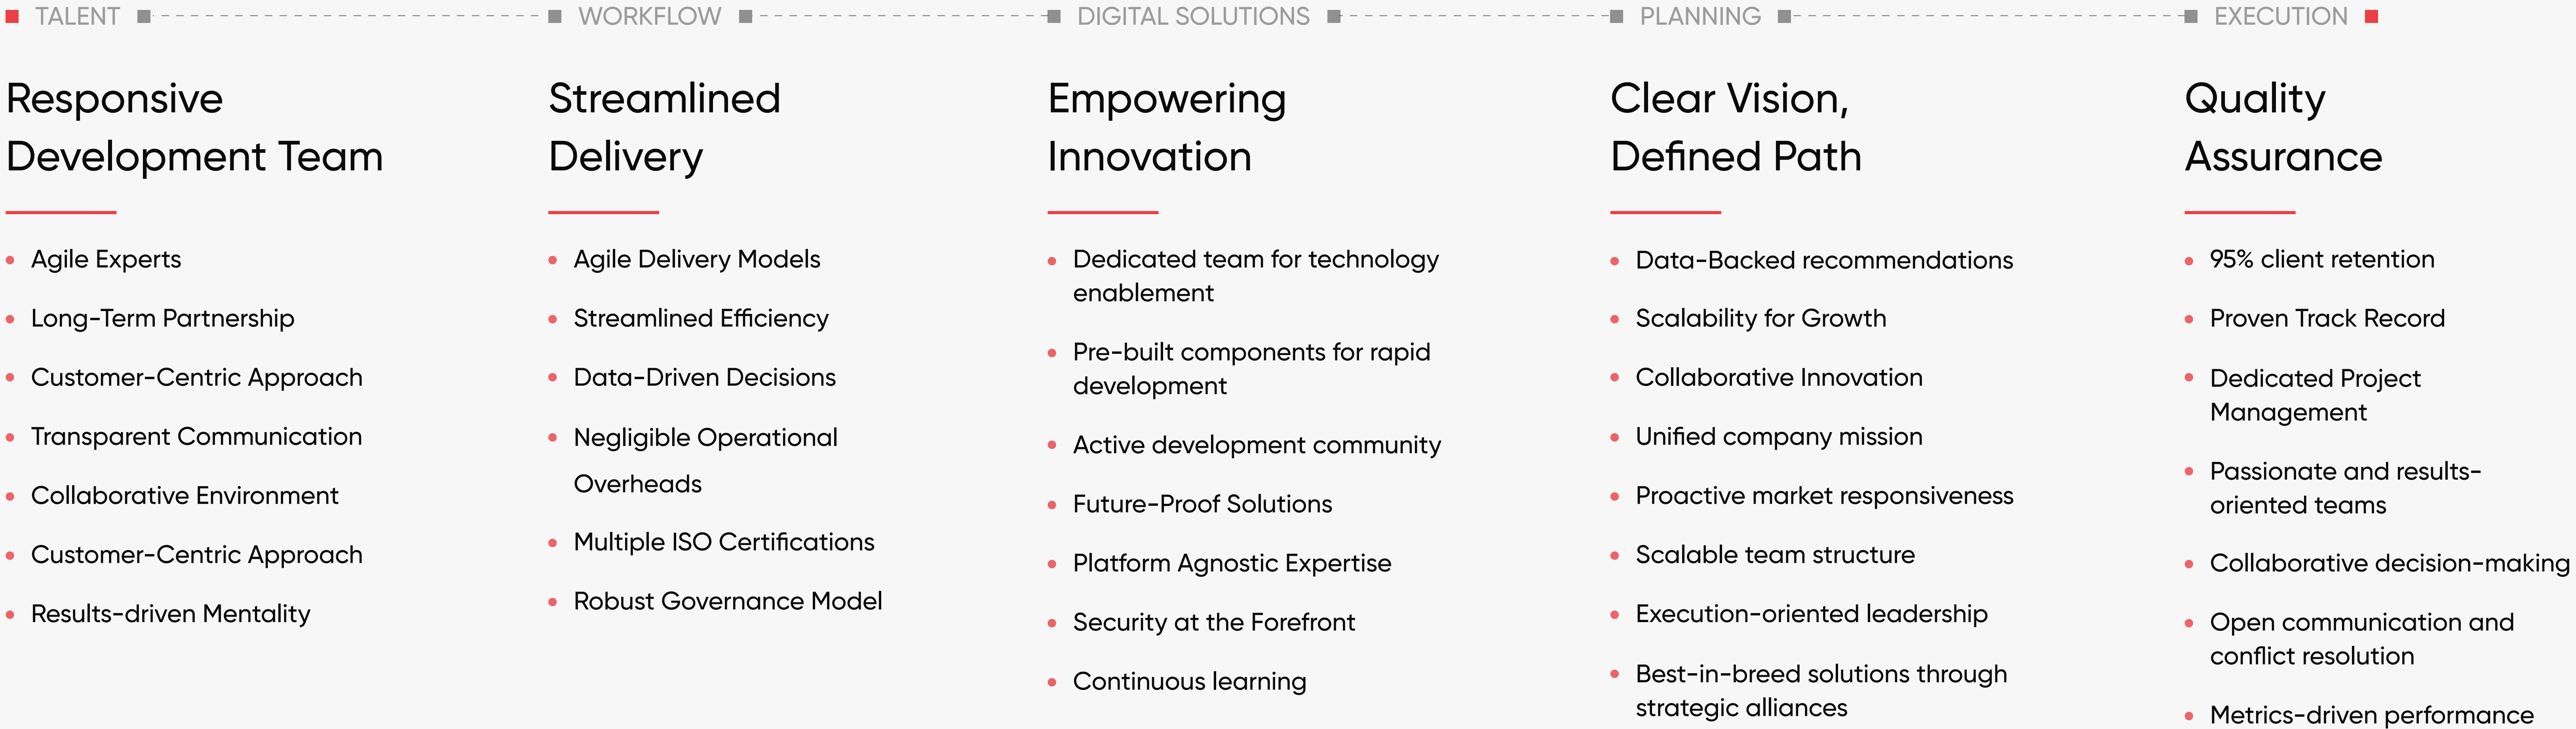 TALENT
WORKFLOW
DIGITAL SOLUTIONS
PLANNING
EXECUTION
Responsive
Development Team
Agile Experts
Long-Term Partnership
Customer-Centric Approach
Transparent Communication
Collaborative Environment
Customer-Centric Approach
Results-driven Mentality
Streamlined
Delivery
Agile Delivery Models
Streamlined Efficiency
Data-Driven Decisions
Negligible Operational
Overheads
Multiple ISO Certifications
Robust Governance Model
Empowering
Innovation
Dedicated team for technology
enablement
Pre-built components for rapid
development
Active development community
Future-Proof Solutions
Platform Agnostic Expertise
Security at the Forefront
Continuous learning
Clear Vision,
Defined Path
Data-Backed recommendations
Scalability for Growth
Collaborative Innovation
Unified company mission
Proactive market responsiveness
Scalable team structure
Execution-oriented leadership
Best-in-breed solutions through
strategic alliances
Quality
Assurance
95% client retention
Proven Track Record
Dedicated Project
Management
Passionate and results-
oriented teams
Collaborative decision-making
Open communication and
conflict resolution
Metrics-driven performance